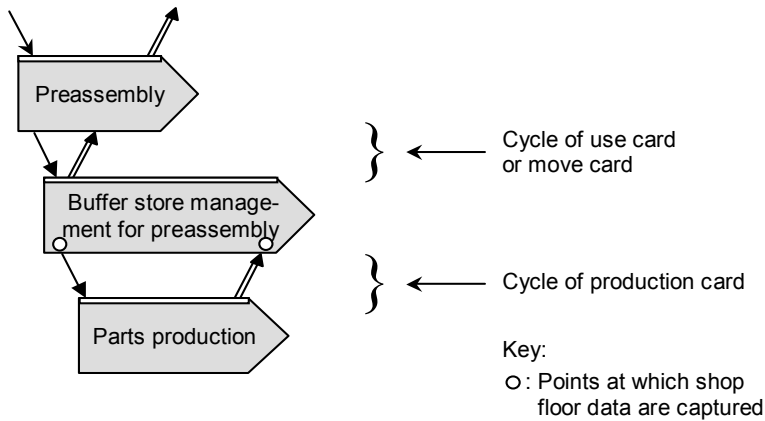 Preassembly
Cycle of use card
or move card
Buffer store manage-
ment for preassembly
Cycle of production card
Parts production
Key:
O: Points at which shop
floor data are captured